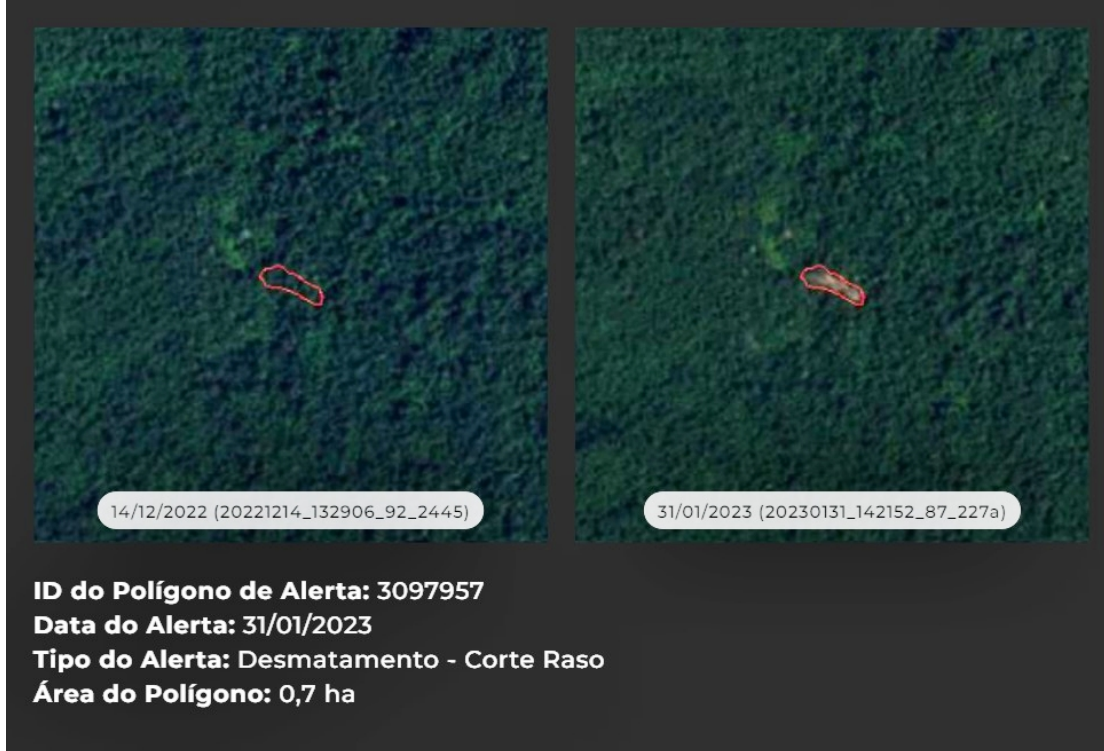 14/12/2022 (20221214_132906_92_2445)
31/01/2023 (20230131_142152_87_227a)
ID do Polígono de Alerta: 3097957
Data do Alerta: 31/01/2023
Tipo do Alerta: Desmatamento - Corte Raso
Área do Polígono: 0,7 ha